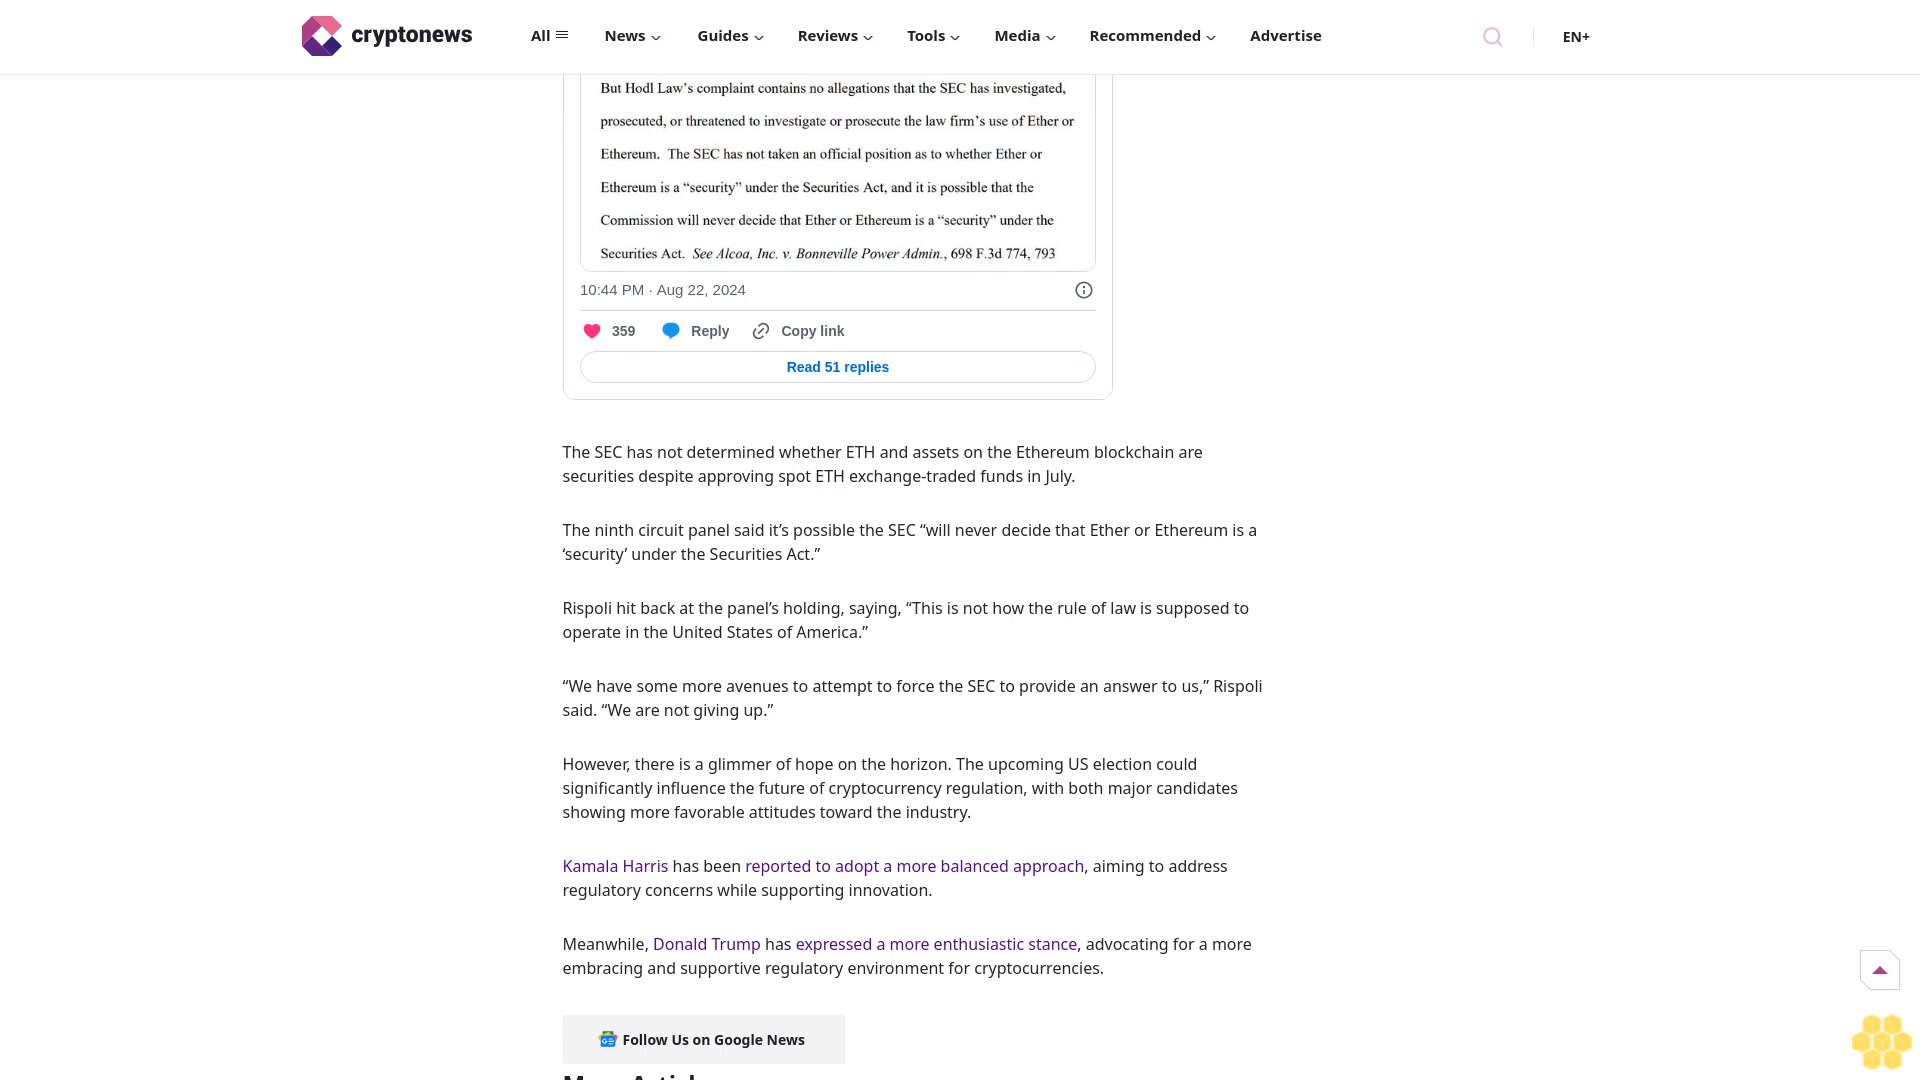 cryptonews
All
News
Guides
Reviews
Tools
Media
Recommended
Advertise
EN+
But Hodl Law's complaint contains no allegations that the SEC has investigated,
prosecuted, or threatened to investigate or prosecute the law firm's use of Ether or
Ethereum. The SEC has not taken an official position as to whether Ether or
Ethereum is a “security” under the Securities Act, and it is possible that the
Commission will never decide that Ether or Ethereum is a “security” under the
Securities Act. See Alcoa, Inc. v. Bonneville Power Admin., 698 F.3d 774, 793
10:44 PM · Aug 22, 2024
359
Reply
Copy link
Read 51 replies
The SEC has not determined whether ETH and assets on the Ethereum blockchain are
securities despite approving spot ETH exchange-traded funds in July.
The ninth circuit panel said it’s possible the SEC “will never decide that Ether or Ethereum is a
‘security’ under the Securities Act.”
Rispoli hit back at the panel’s holding, saying, “This is not how the rule of law is supposed to
operate in the United States of America.”
“We have some more avenues to attempt to force the SEC to provide an answer to us,” Rispoli
said. “We are not giving up.”
However, there is a glimmer of hope on the horizon. The upcoming US election could
significantly influence the future of cryptocurrency regulation, with both major candidates
showing more favorable attitudes toward the industry.
Kamala Harris has been reported to adopt a more balanced approach, aiming to address
regulatory concerns while supporting innovation.
Meanwhile, Donald Trump has expressed a more enthusiastic stance, advocating for a more
embracing and supportive regulatory environment for cryptocurrencies.
Follow Us on Google News